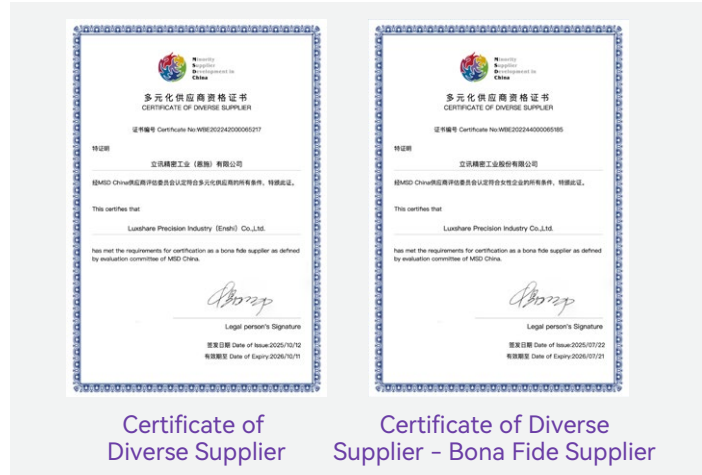 Minority
Supplier
Development in
China
多元化供应商资格证书
CERTIFICATE OF DIVERSE SUPPLIER
证书编号 Certificate No:WBE202242000065217
特证明
立讯精密工业（恩施）有限公司
经MSD China供应商评估委员会认定符合多元化供应商的所有条件，特颁此证。
This certifies that
Luxshare Precision Industry (Enshi) Co.,Ltd.
has met the requirements for certification as a bona fide supplier as defined
by evaluation committee of MSD China.
Legal person's Signature
签发日期 Date of Issue:2025/10/12
有效期至 Date of Expiry:2026/10/11
Certificate of
Diverse Supplier
Minority
Supplier
Development in
China
多元化供应商资格证书
CERTIFICATE OF DIVERSE SUPPLIER
证书编号 Certificate No:WBE202244000065185
特证明
立讯精密工业股份有限公司
经MSD China供应商评估委员会认定符合女性企业的所有条件，特颁此证。
This certifies that
Luxshare Precision Industry Co.,Ltd.
has met the requirements for certification as a bona fide supplier as defined
by evaluation committee of MSD China.
Legal person's Signature
签发日期 Date of Issue:2025/07/22
有效期至 Date of Expiry:2026/07/21
Certificate of Diverse
Supplier - Bona Fide Supplier